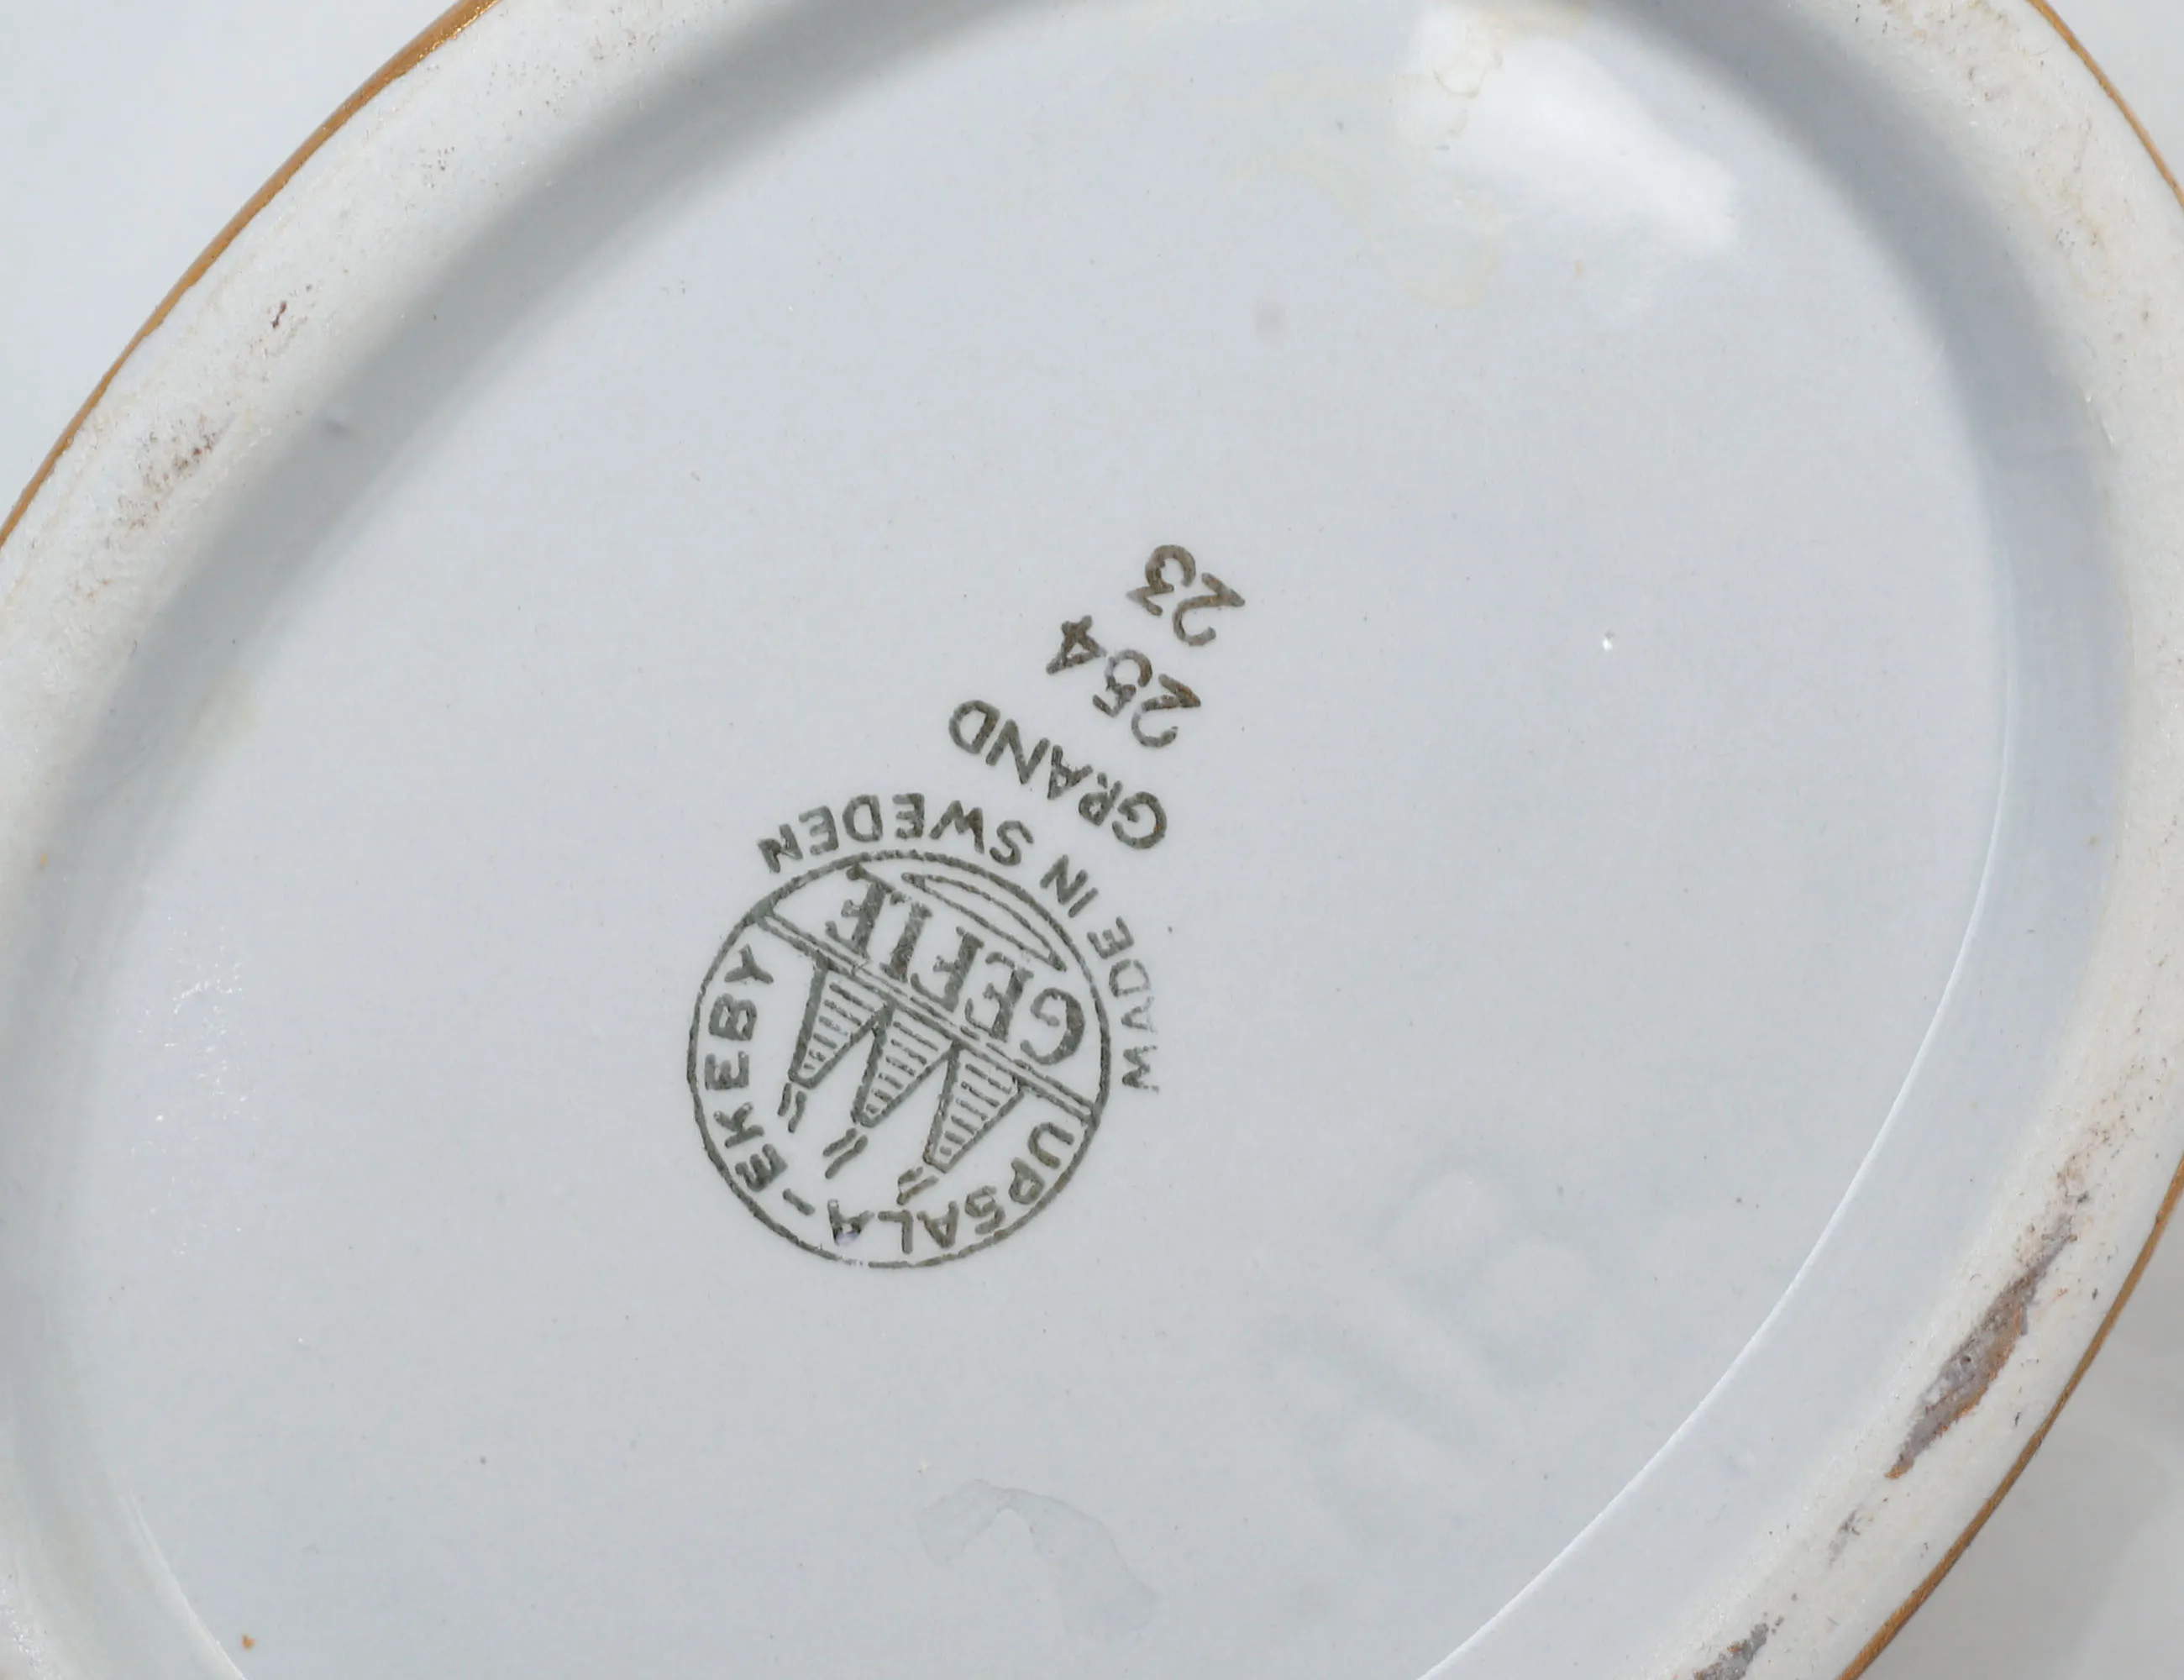 UPSALA-EKEBY
GEFLE
MADE IN SWEDEN
GRAND
254
23